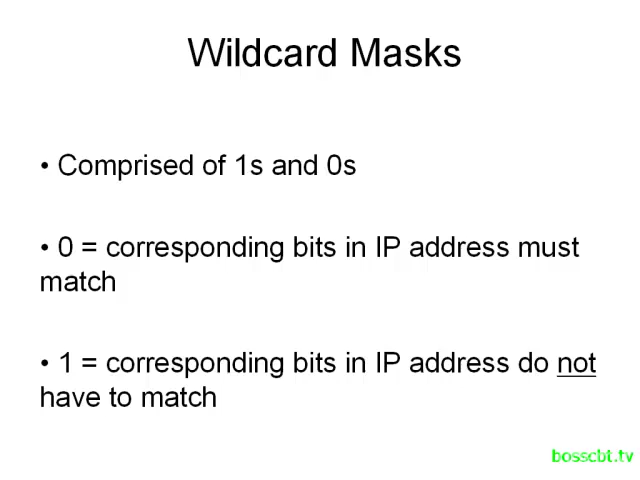 Wildcard Masks
• Comprised of 1s and 0s
• 0 = corresponding bits in IP address must
match
• 1 = corresponding bits in IP address do not
have to match
bosscbt.tv